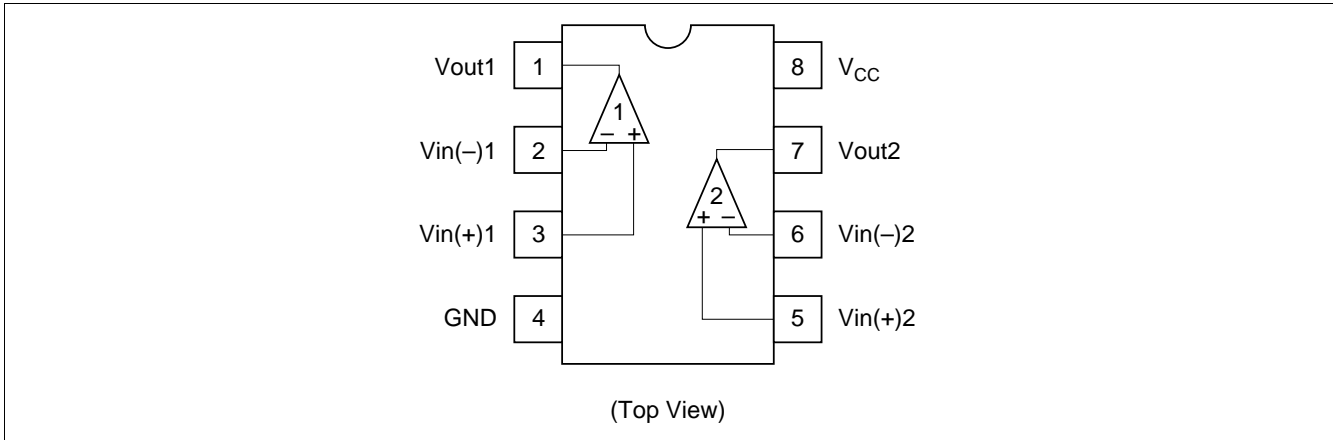 Vout1 1 8 VCC
1
– +
Vin(–)1 2 7 Vout2
2
+ –
Vin(+)1 3 6 Vin(–)2
GND 4 5 Vin(+)2
(Top View)